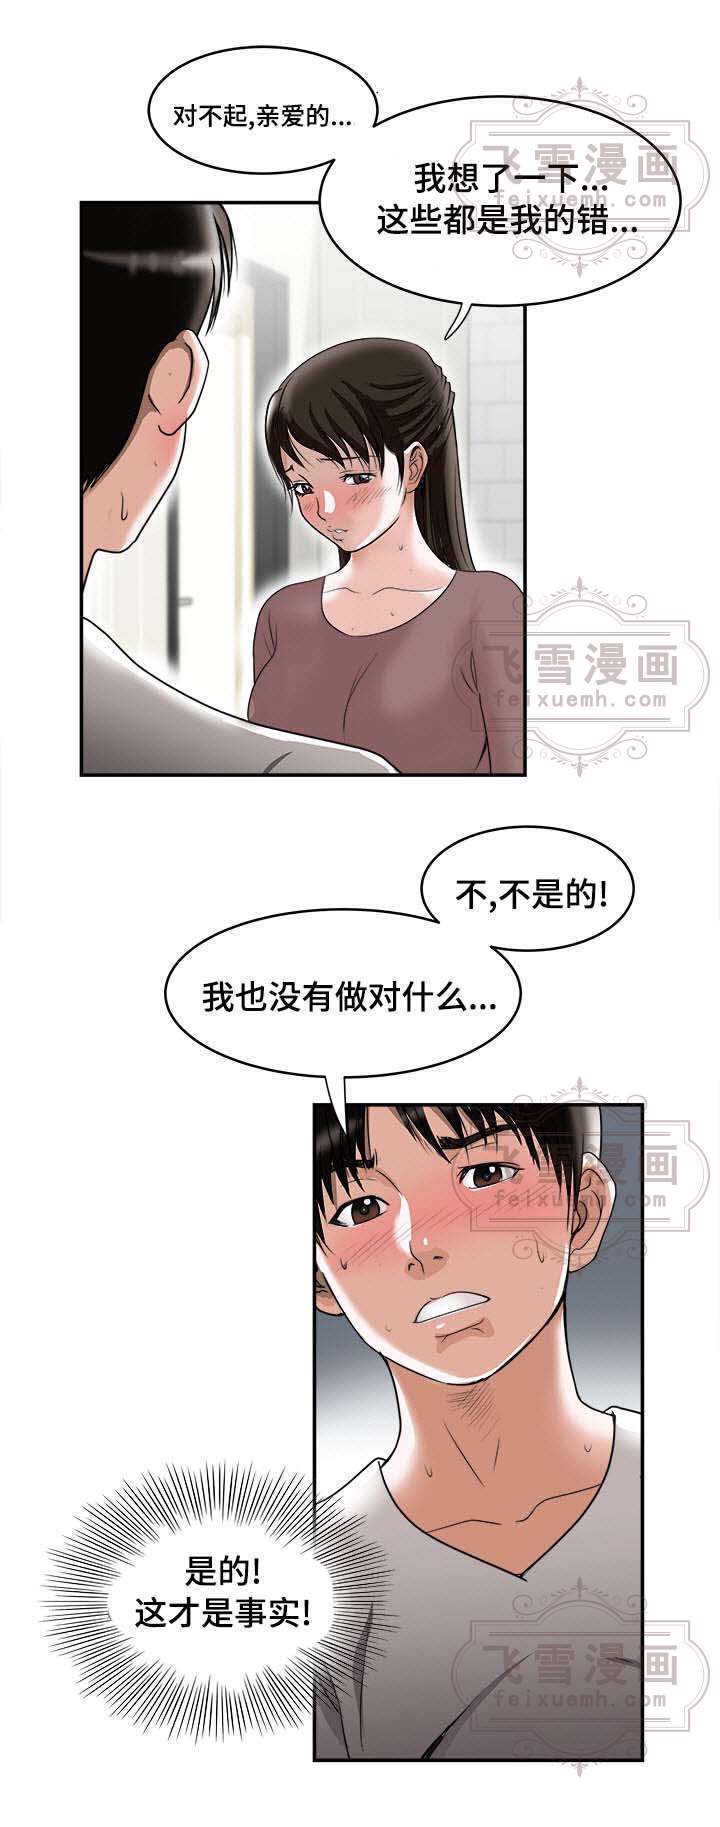 对不起,亲爱的...
飞雪漫画
feixuemh.com
我想了一下...
这些都是我的错...
飞雪漫画
feixuemh.com
不,不是的!
我也没有做对什么...
飞雪漫画
feixuemh.com
是的!
这才是事实!
飞雪漫画
feixuemh.com